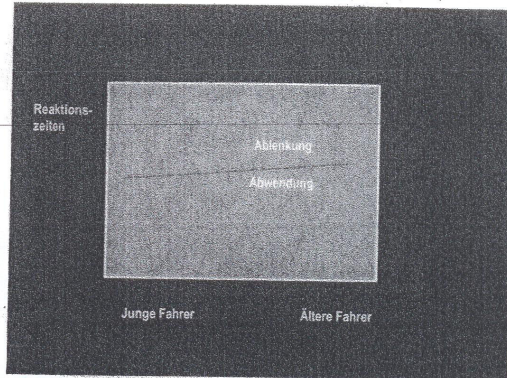 Reaktions-
zeiten
Ablenkung
Abwendung
Junge Fahrer
Ältere Fahrer